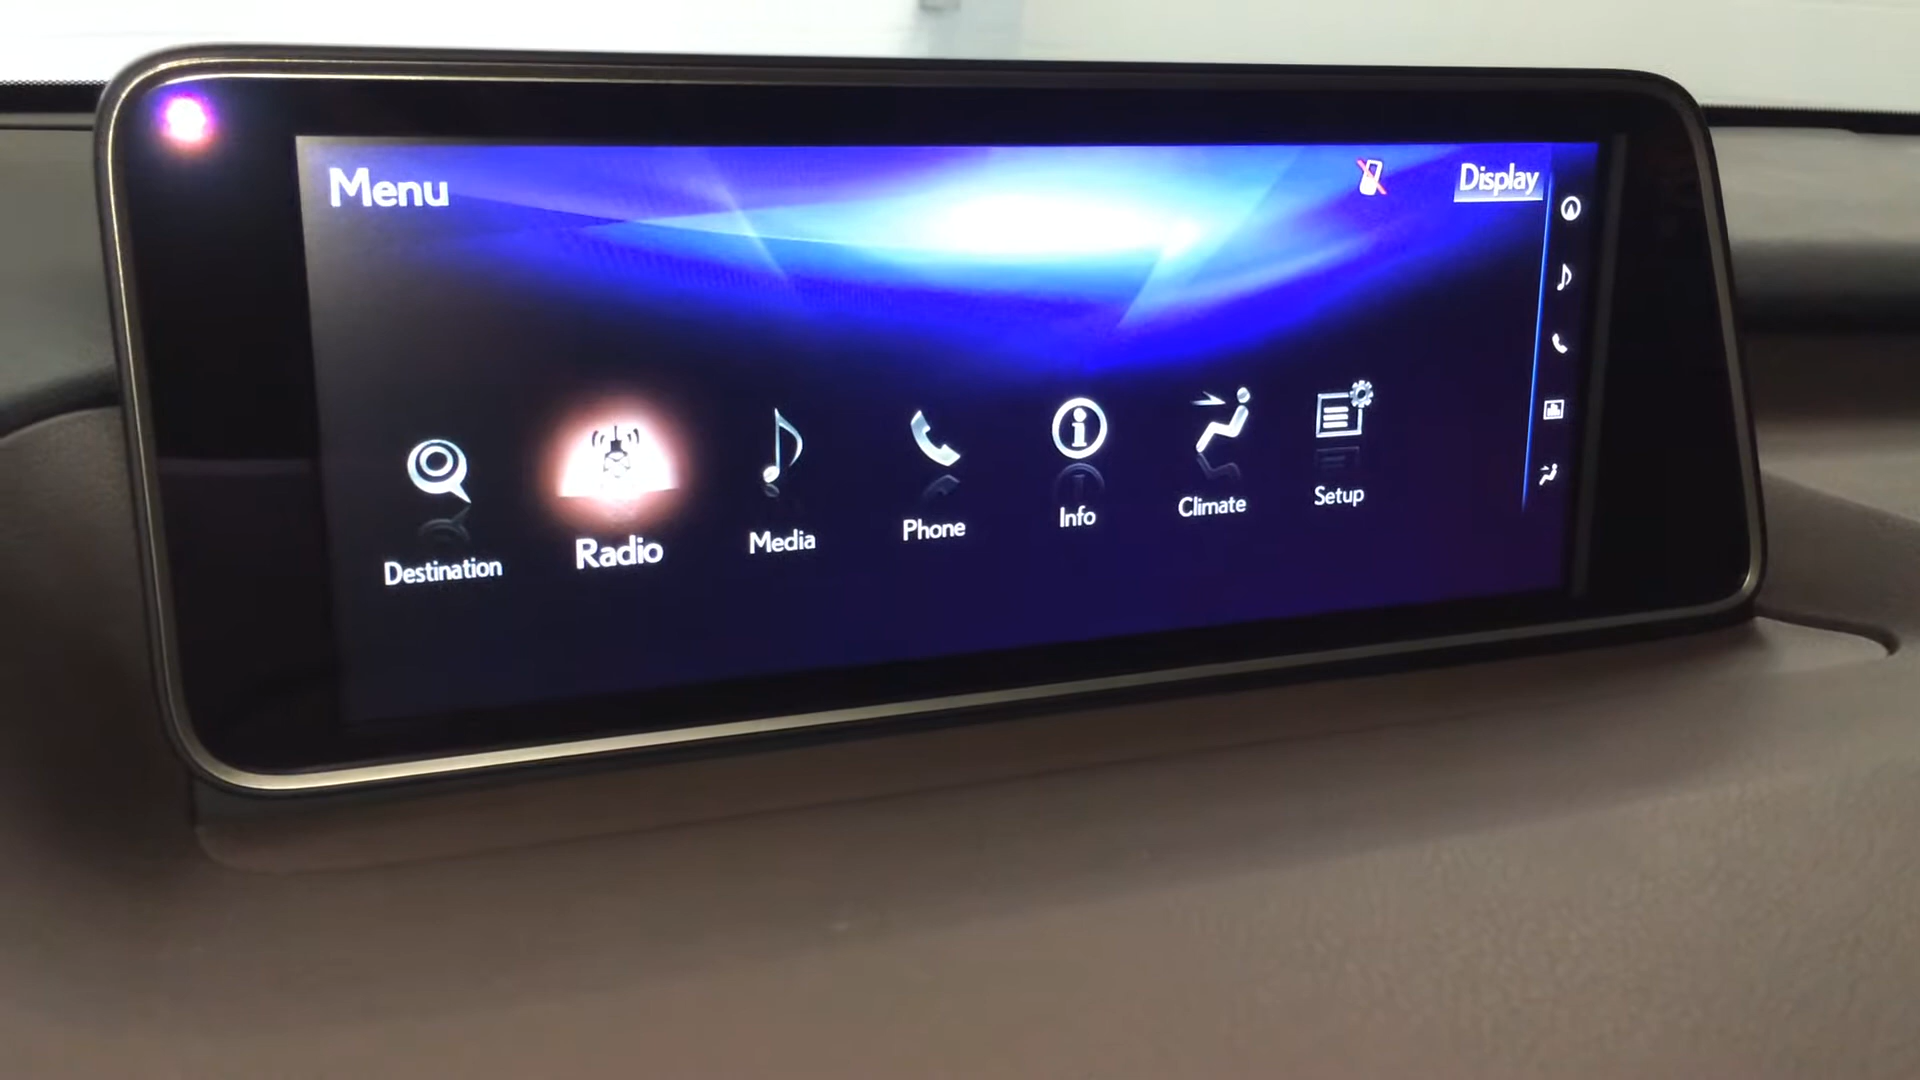 Menu
Display
Destination
Radio
Media
Phone
Info
Climate
Setup